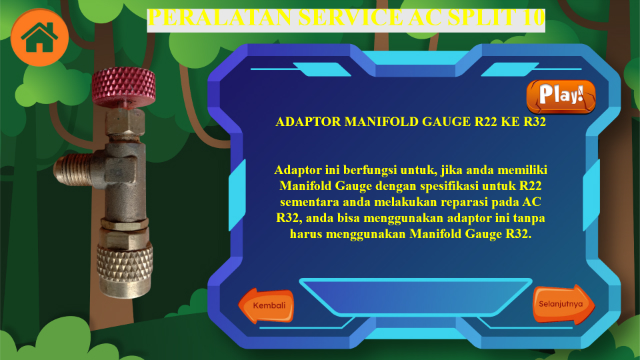 PERALATAN SERVICE AC SPLIT 10
Play!
ADAPTOR MANIFOLD GAUGE R22 KE R32
Adaptor ini berfungsi untuk, jika anda memiliki
Manifold Gauge dengan spesifikasi untuk R22
sementara anda melakukan reparasi pada AC
R32, anda bisa menggunakan adaptor ini tanpa
harus menggunakan Manifold Gauge R32.
Kembali
Selanjutnya